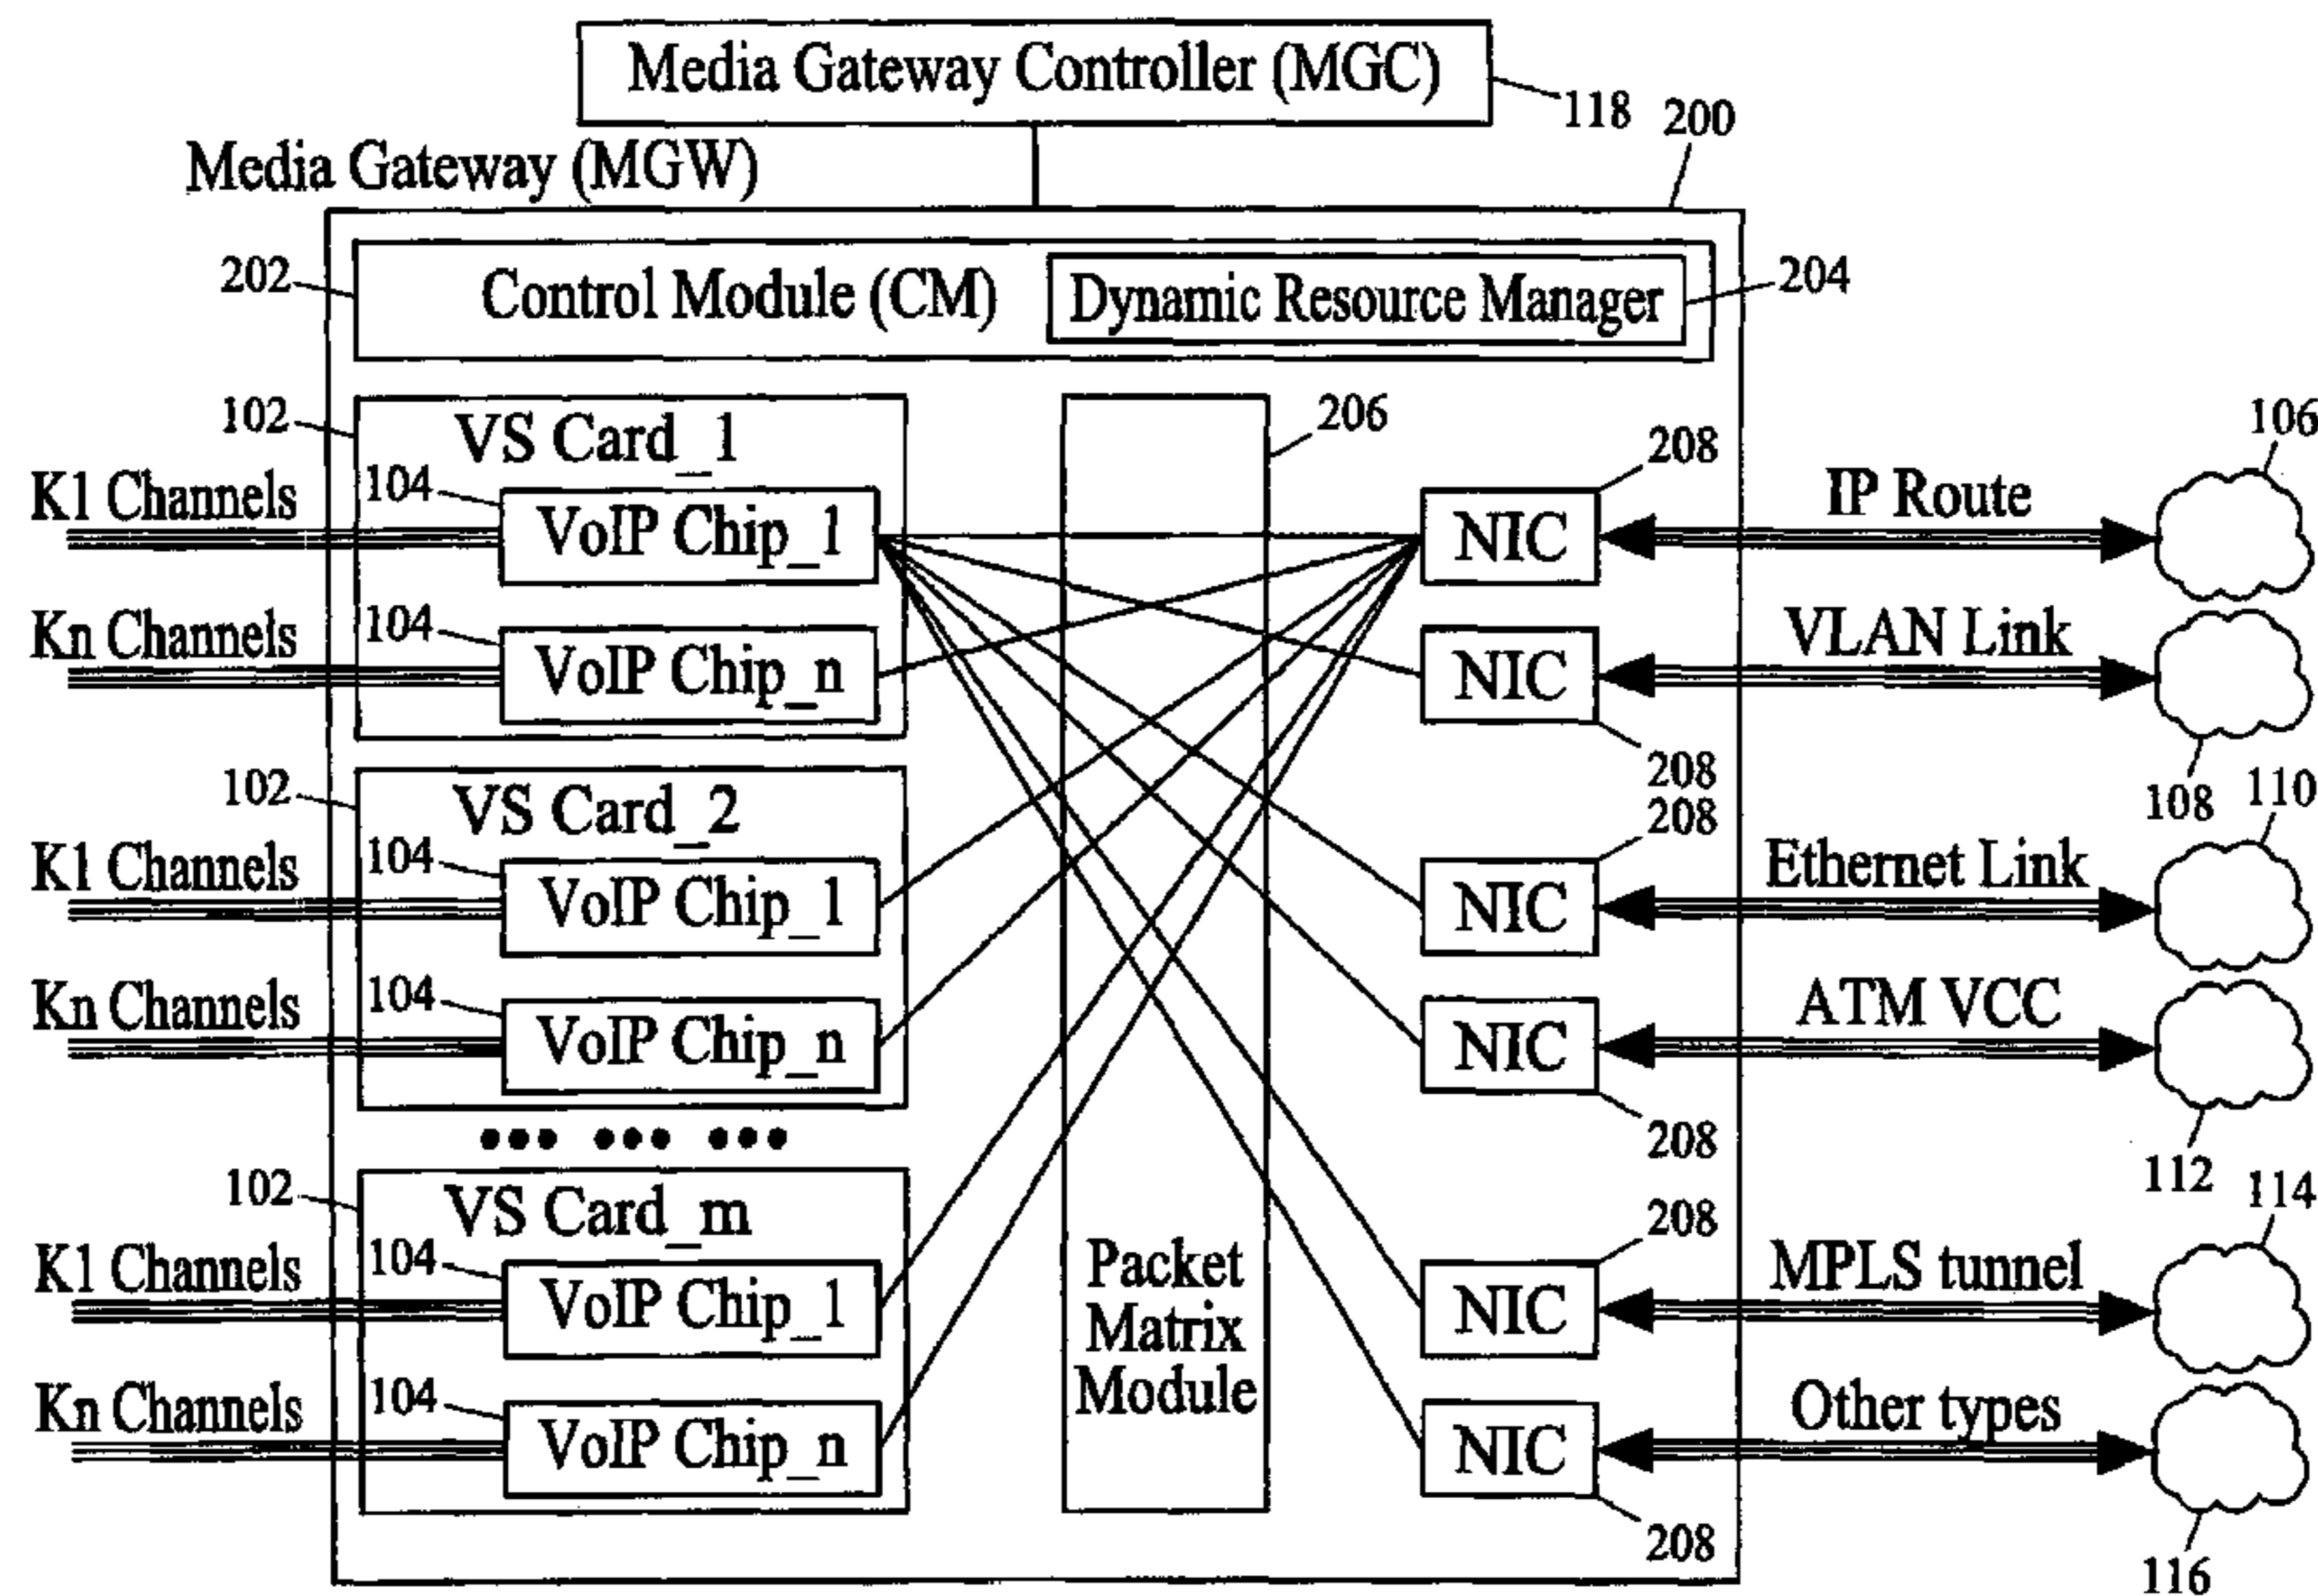 Media Gateway Controller (MGC)
118
200
Media Gateway (MGW)
202
Control Module (CM)
Dynamic Resource Manager
204
102
VS Card_1
206
106
K1 Channels
104
VoIP Chip_1
208
NIC
IP Route
Kn Channels
104
VoIP Chip_n
NIC
VLAN Link
208
108
102
VS Card_2
208
110
K1 Channels
104
VoIP Chip_1
NIC
Ethernet Link
Kn Channels
104
VoIP Chip_n
NIC
ATM VCC
208
112
102
VS Card_m
208
114
K1 Channels
104
VoIP Chip_1
Packet
Matrix
Module
NIC
MPLS tunnel
Kn Channels
104
VoIP Chip_n
NIC
Other types
208
116